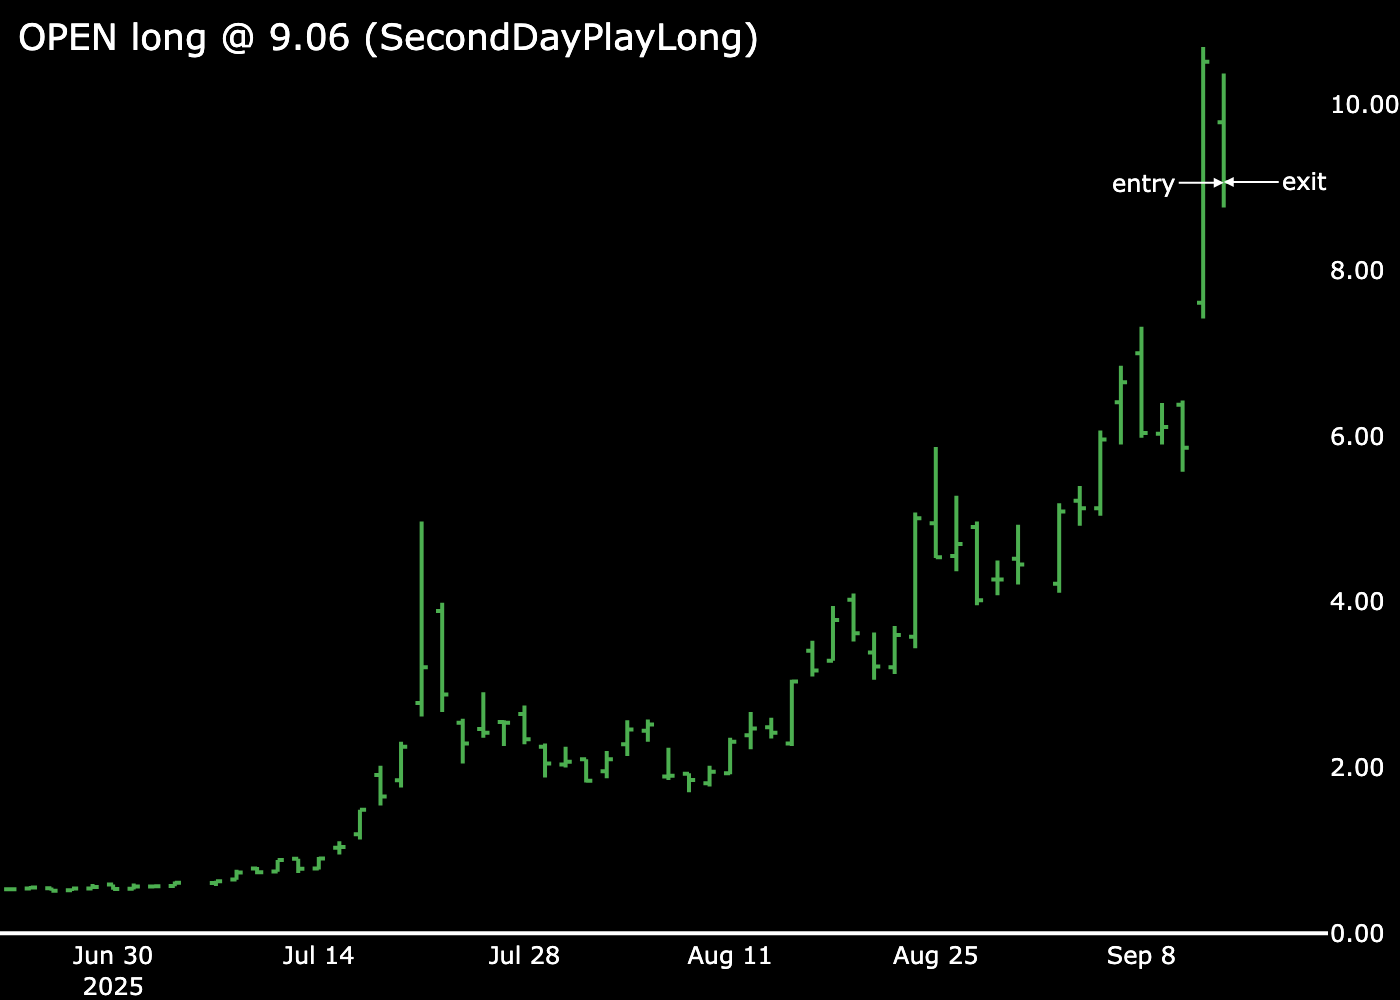 OPEN long @ 9.06 (SecondDayPlayLong)
10.00
entry
exit
8.00
6.00
4.00
2.00
0.00
Jun 30
2025
Jul 14
Jul 28
Aug 11
Aug 25
Sep 8